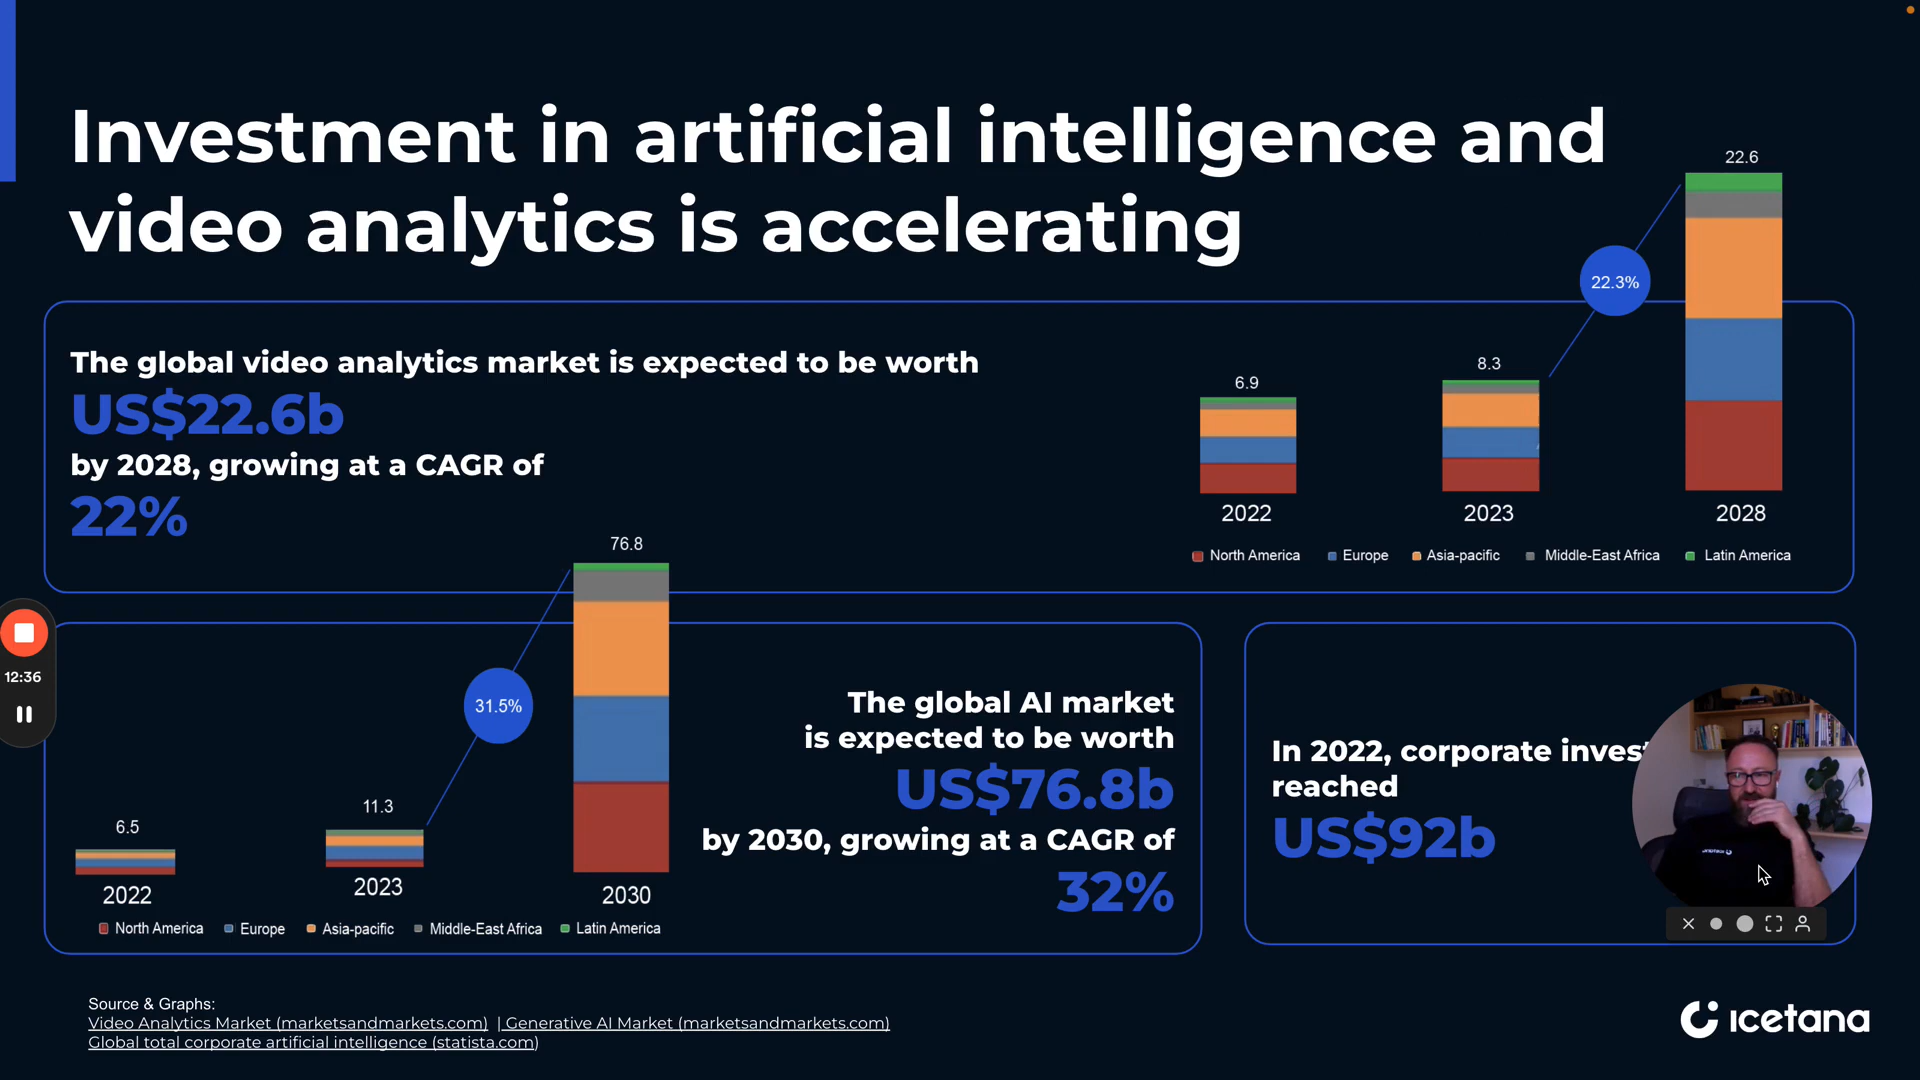 Investment in artificial intelligence and
video analytics is accelerating
The global video analytics market is expected to be worth
US$22.6b
by 2028, growing at a CAGR of
22%
22.6
22.3%
8.3
6.9
2022
2023
2028
North America
Europe
Asia-pacific
Middle-East Africa
Latin America
76.8
31.5%
11.3
6.5
2022
2023
2030
North America
Europe
Asia-pacific
Middle-East Africa
Latin America
The global AI market
is expected to be worth
US$76.8b
by 2030, growing at a CAGR of
32%
In 2022, corporate
reached
US$92b
12:36
Source & Graphs:
Video Analytics Market (marketsandmarkets.com) | Generative AI Market (marketsandmarkets.com)
Global total corporate artificial intelligence (statista.com)
icetana